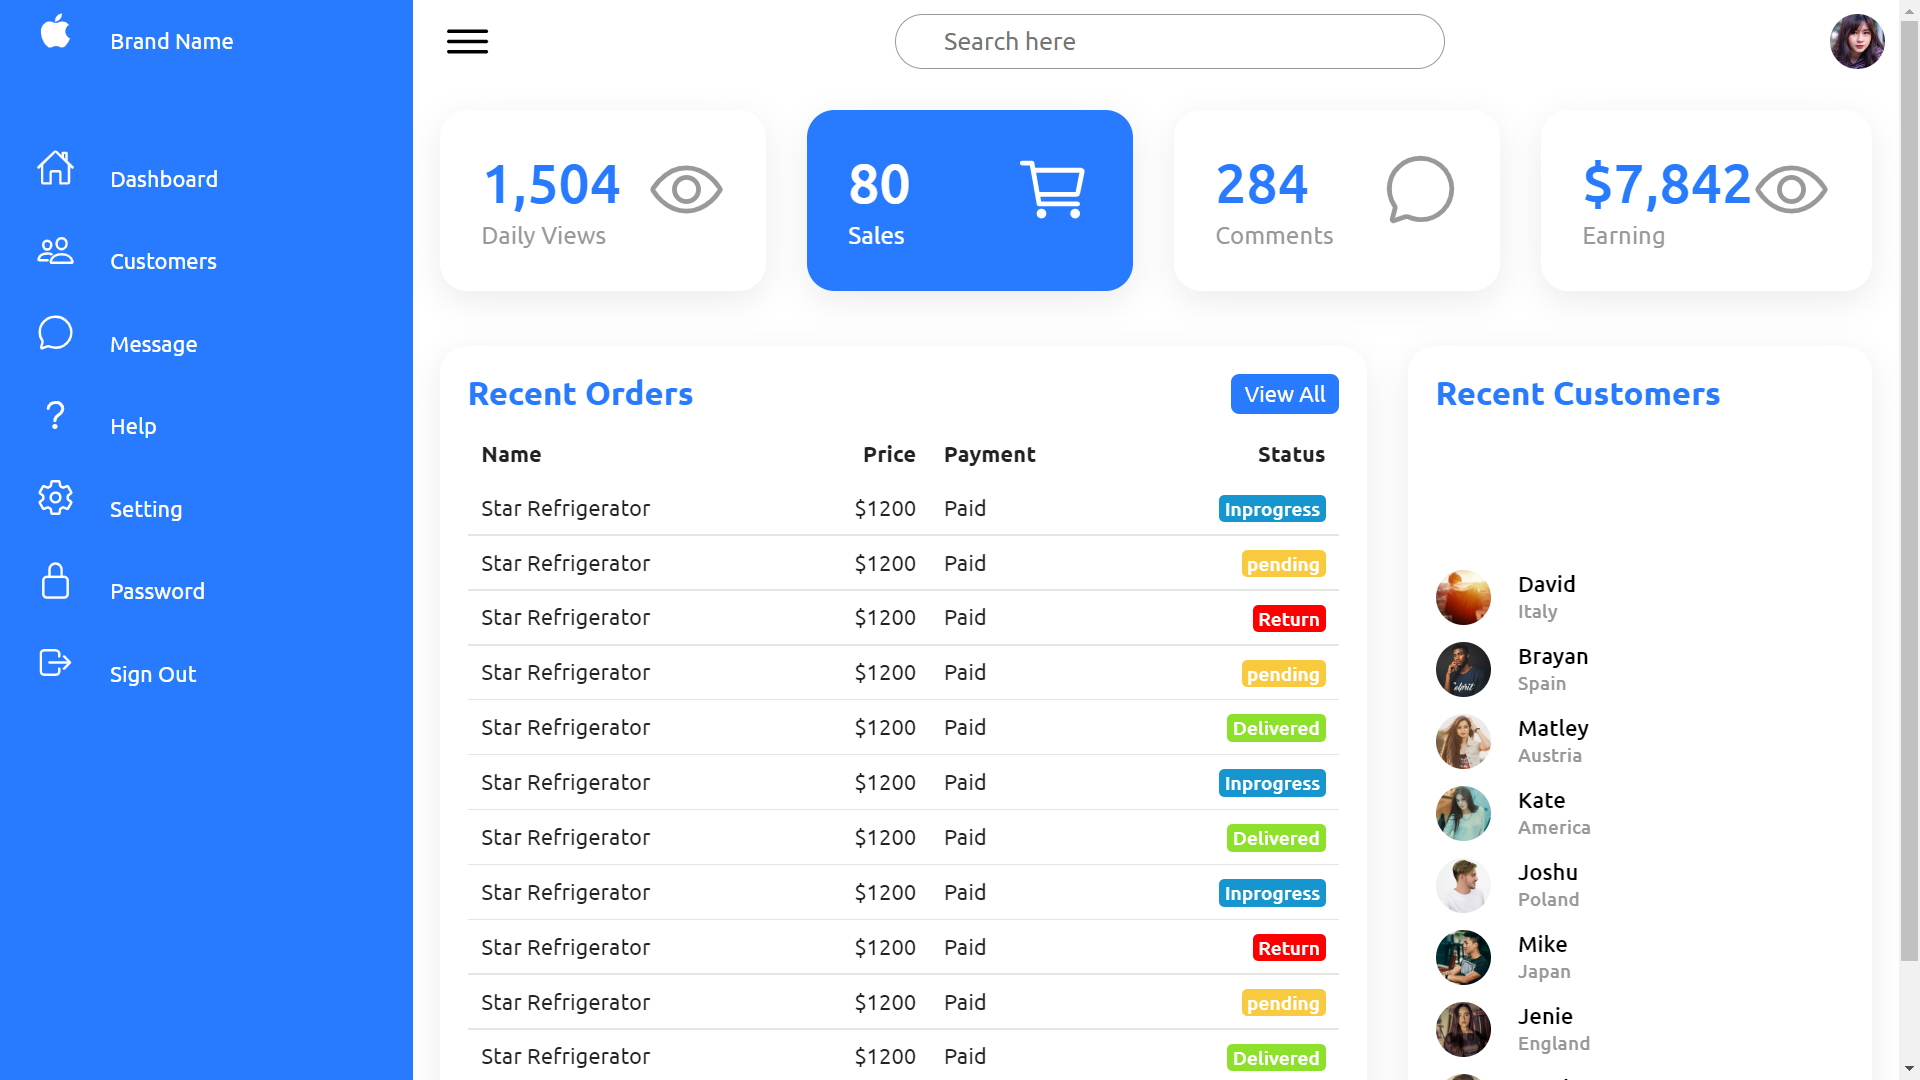 Brand Name
Dashboard
Customers
Message
Help
Setting
Password
Sign Out
Search here
1,504
Daily Views
80
Sales
284
Comments
$7,842
Earning
Recent Orders
View All
Name Price Payment Status
Star Refrigerator $1200 Paid Inprogress
Star Refrigerator $1200 Paid pending
Star Refrigerator $1200 Paid Return
Star Refrigerator $1200 Paid pending
Star Refrigerator $1200 Paid Delivered
Star Refrigerator $1200 Paid Inprogress
Star Refrigerator $1200 Paid Delivered
Star Refrigerator $1200 Paid Inprogress
Star Refrigerator $1200 Paid Return
Star Refrigerator $1200 Paid pending
Star Refrigerator $1200 Paid Delivered
Recent Customers
David
Italy
Brayan
Spain
Matley
Austria
Kate
America
Joshu
Poland
Mike
Japan
Jenie
England